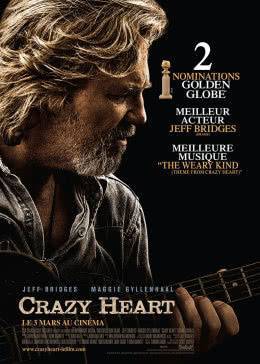 2
NOMINATIONS
GOLDEN
GLOBE
MEILLEUR
ACTEUR
JEFF BRIDGES
MEILLEURE
MUSIQUE
"THE WEARY KIND
(THEME FROM CRAZY HEART)"
JEFF BRIDGES MAGGIE GYLLENHAAL
CRAZY HEART
LE 3 MARS AU CINÉMA
www.crazyheart-lefilm.com